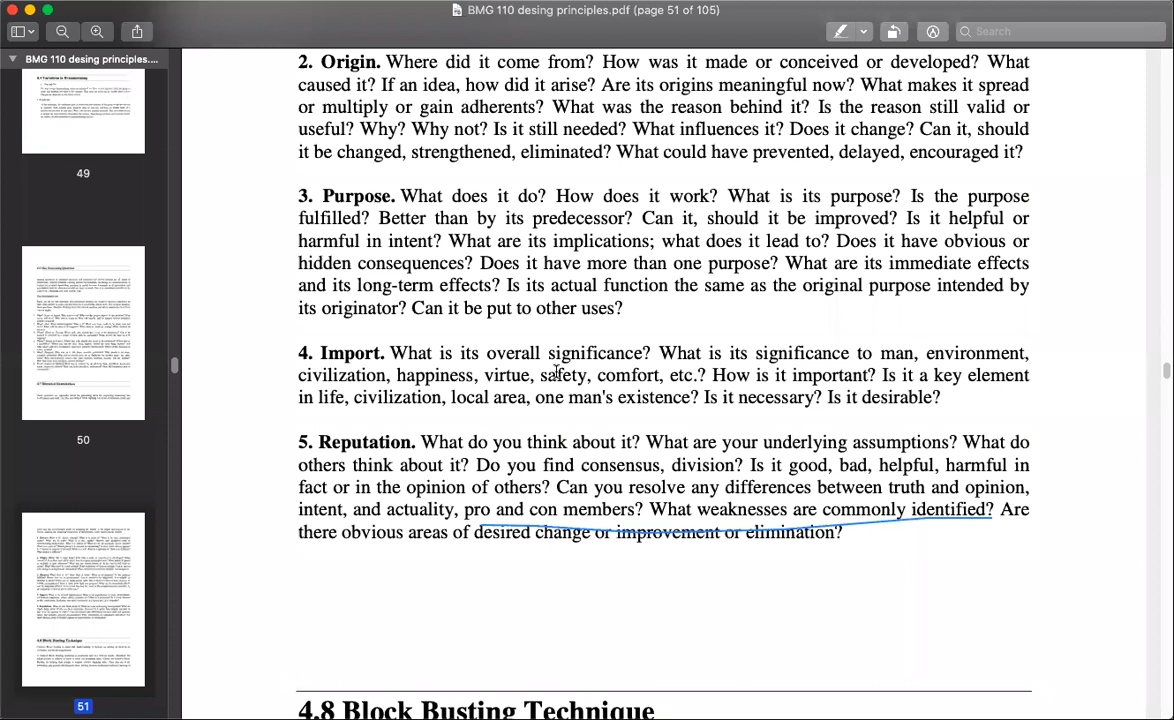 BMG 110 desing principles.pdf (page 51 of 105)
Search
BMG 110 desing principles....
49
50
51
2. Origin. Where did it come from? How was it made or conceived or developed? What
caused it? If an idea, how did it arise? Are its origins meaningful now? What makes it spread
or multiply or gain adherents? What was the reason behind it? Is the reason still valid or
useful? Why? Why not? Is it still needed? What influences it? Does it change? Can it, should
it be changed, strengthened, eliminated? What could have prevented, delayed, encouraged it?
3. Purpose. What does it do? How does it work? What is its purpose? Is the purpose
fulfilled? Better than by its predecessor? Can it, should it be improved? Is it helpful or
harmful in intent? What are its implications; what does it lead to? Does it have obvious or
hidden consequences? Does it have more than one purpose? What are its immediate effects
and its long-term effects? Is its actual function the same as the original purpose intended by
its originator? Can it be put to other uses?
4. Import. What is its overall significance? What is its significance to man, environment,
civilization, happiness, virtue, safety, comfort, etc.? How is it important? Is it a key element
in life, civilization, local area, one man's existence? Is it necessary? Is it desirable?
5. Reputation. What do you think about it? What are your underlying assumptions? What do
others think about it? Do you find consensus, division? Is it good, bad, helpful, harmful in
fact or in the opinion of others? Can you resolve any differences between truth and opinion,
intent, and actuality, pro and con members? What weaknesses are commonly identified? Are
there obvious areas of desired change or improvement or elimination?
4.8 Block Busting Technique